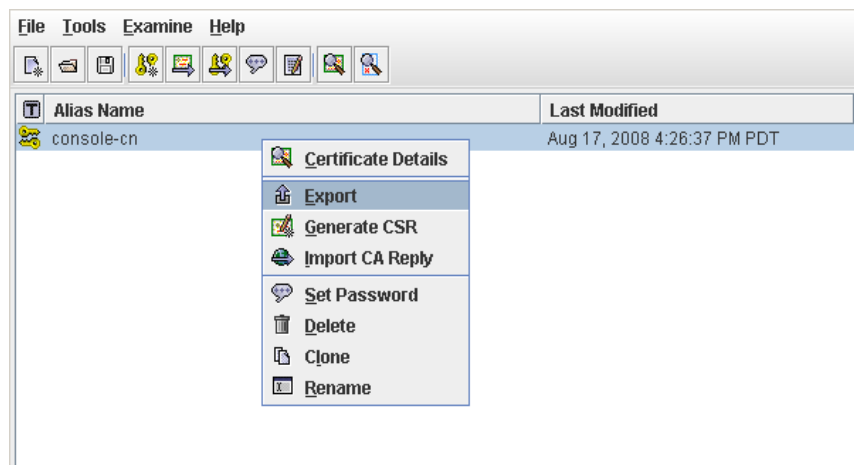 File Tools Examine Help
T Alias Name Last Modified
console-cn Aug 17, 2008 4:26:37 PM PDT
Certificate Details
Export
Generate CSR
Import CA Reply
Set Password
Delete
Clone
Rename